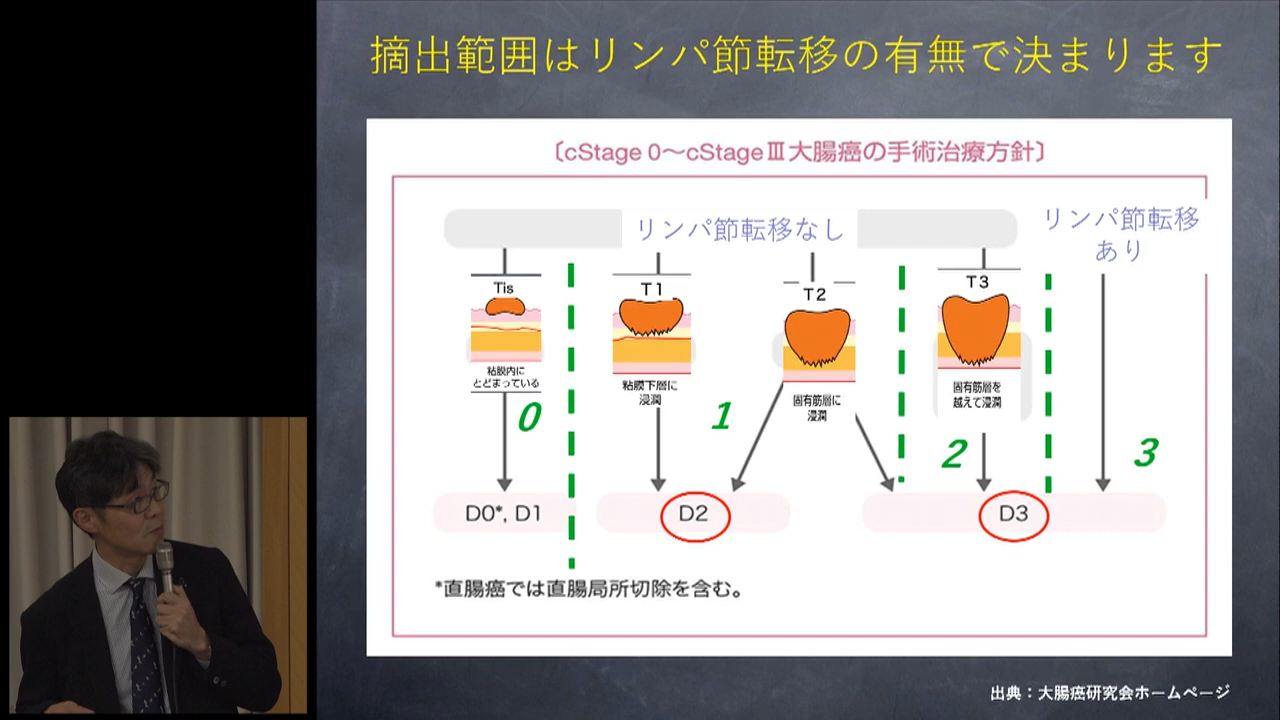 摘出範囲はリンパ節転移の有無で決まります
〔cStage 0〜cStageⅢ大腸癌の手術治療方針〕
リンパ節転移なし
リンパ節転移
あり
Tis
T1
T2
T3
粘膜内に
とどまっている
粘膜下層に
浸潤
固有筋層に
浸潤
固有筋層を
越えて浸潤
0
1
2
3
D0*, D1
D2
D3
*直腸癌では直腸局所切除を含む。
出典：大腸癌研究会ホームページ